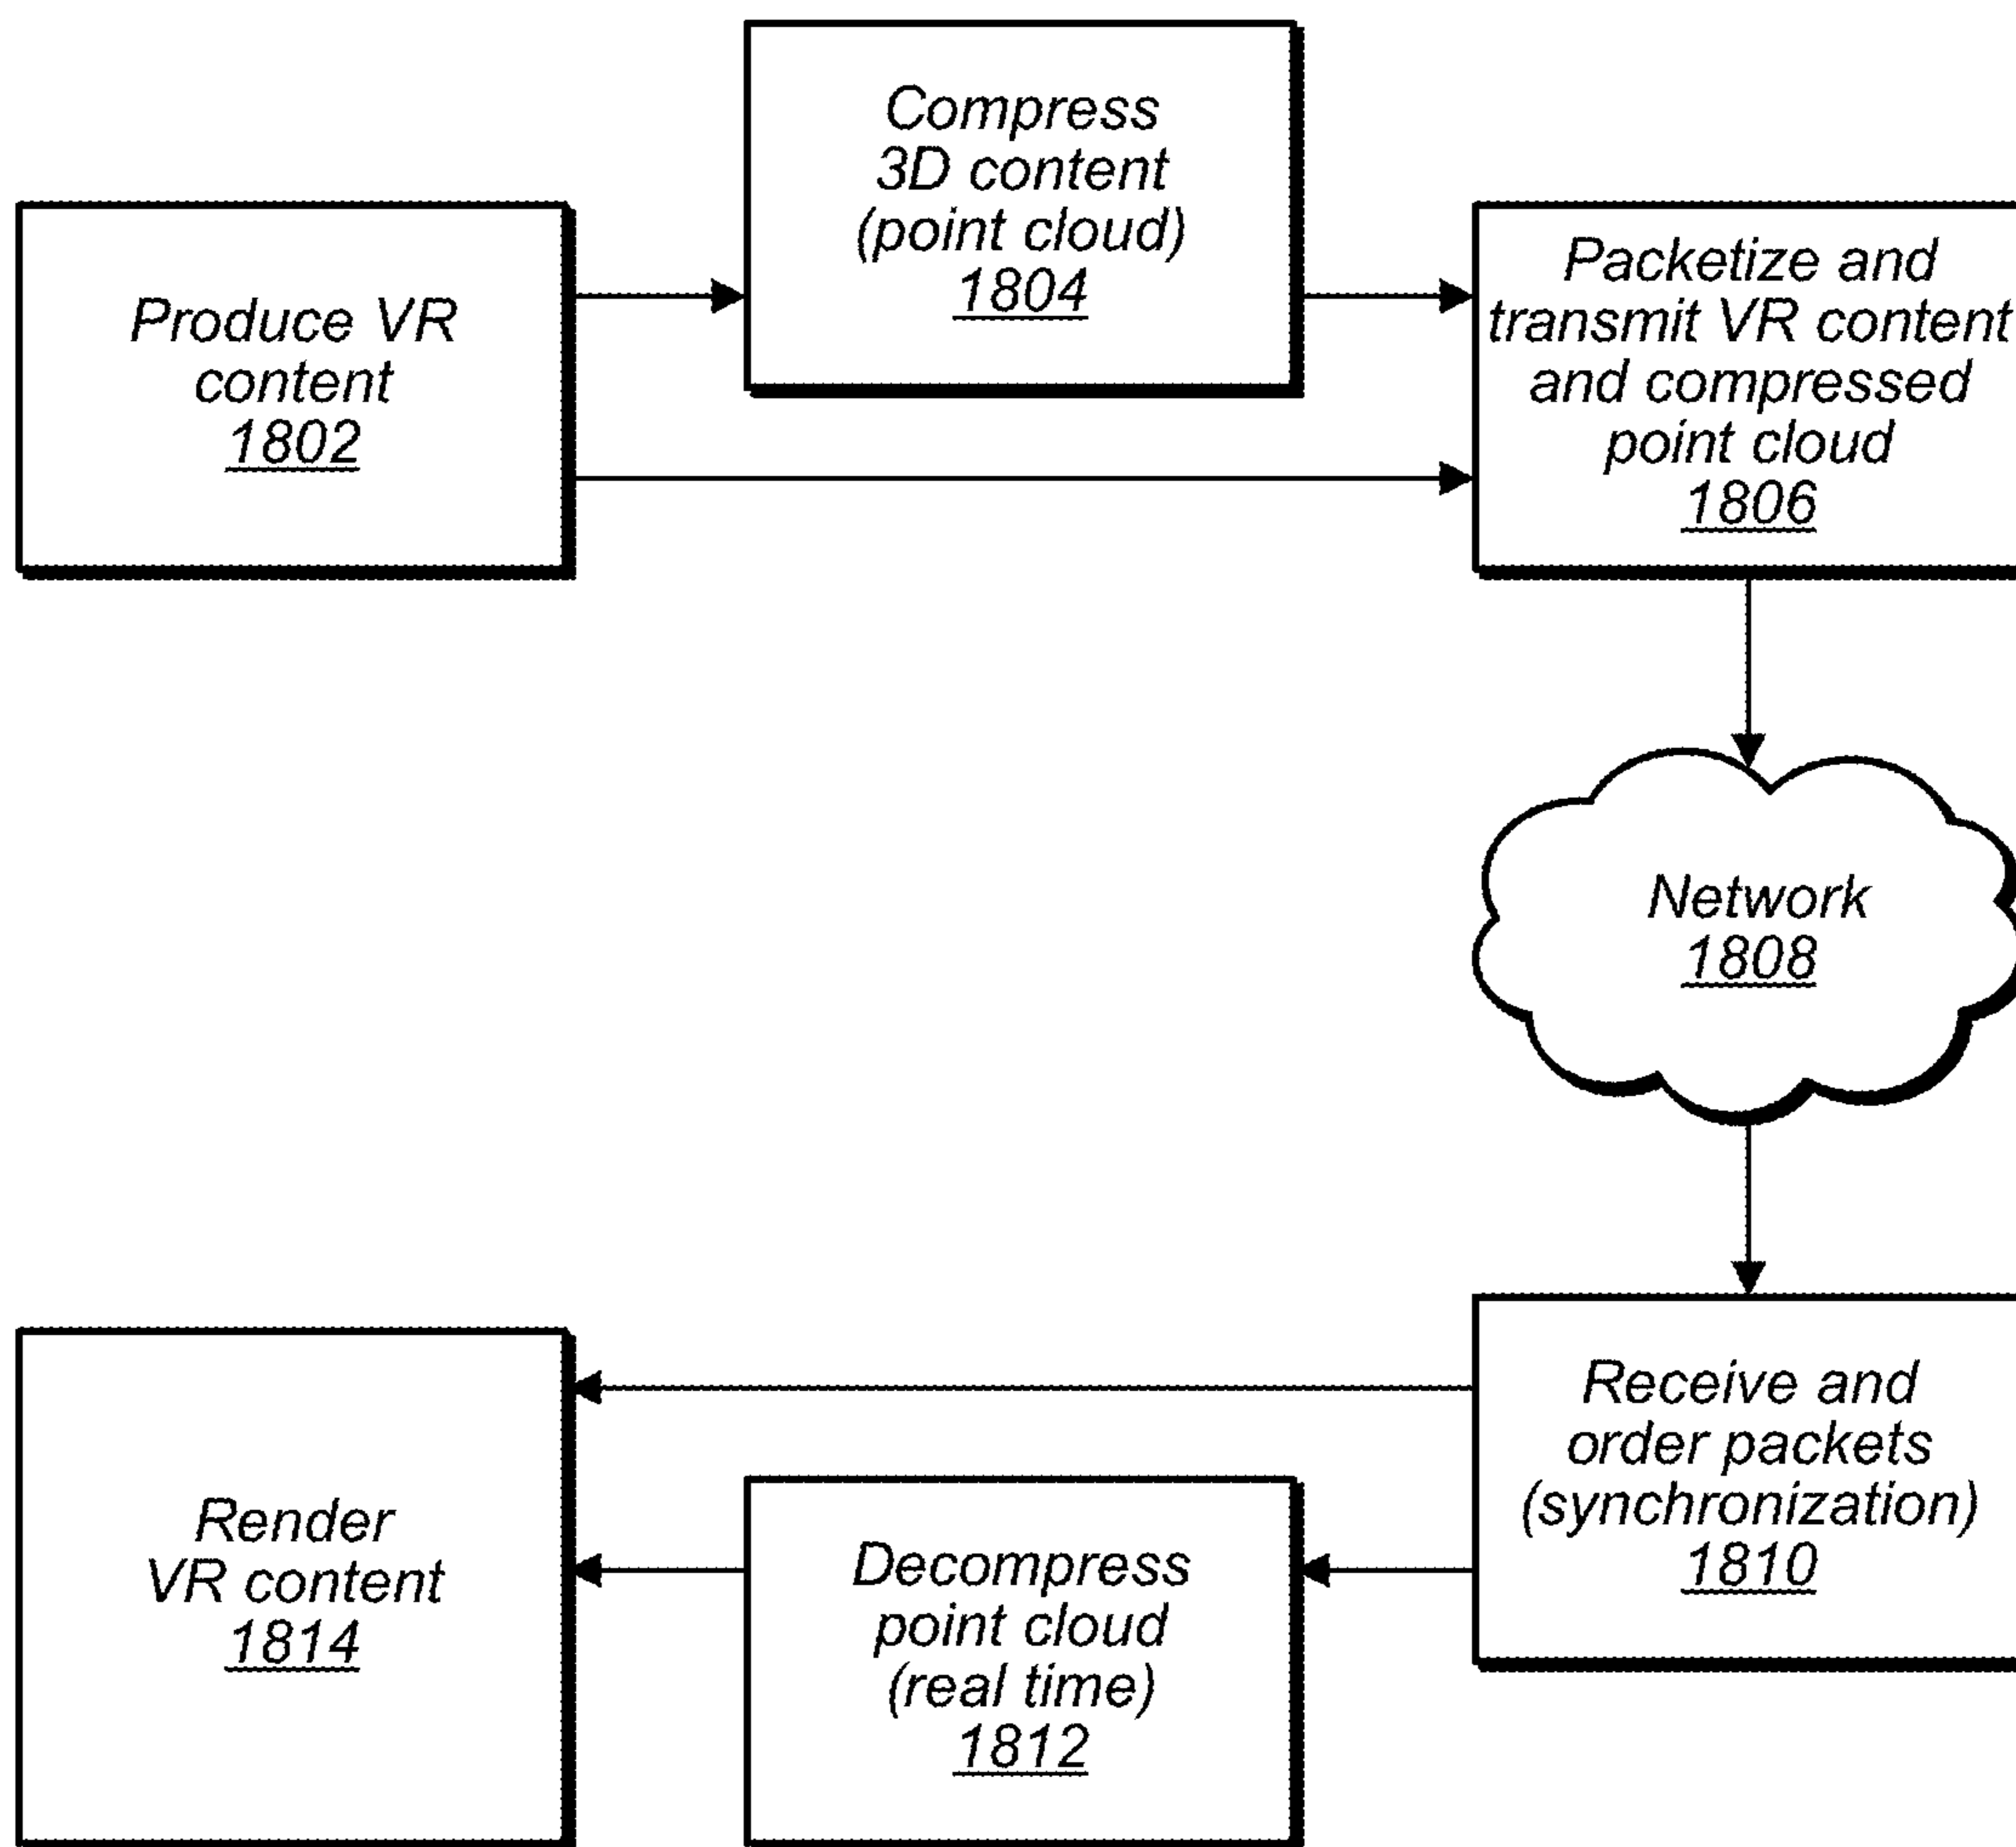 Produce VR
content
1802
Compress
3D content
(point cloud)
1804
Packetize and
transmit VR content
and compressed
point cloud
1806
Network
1808
Receive and
order packets
(synchronization)
1810
Decompress
point cloud
(real time)
1812
Render
VR content
1814